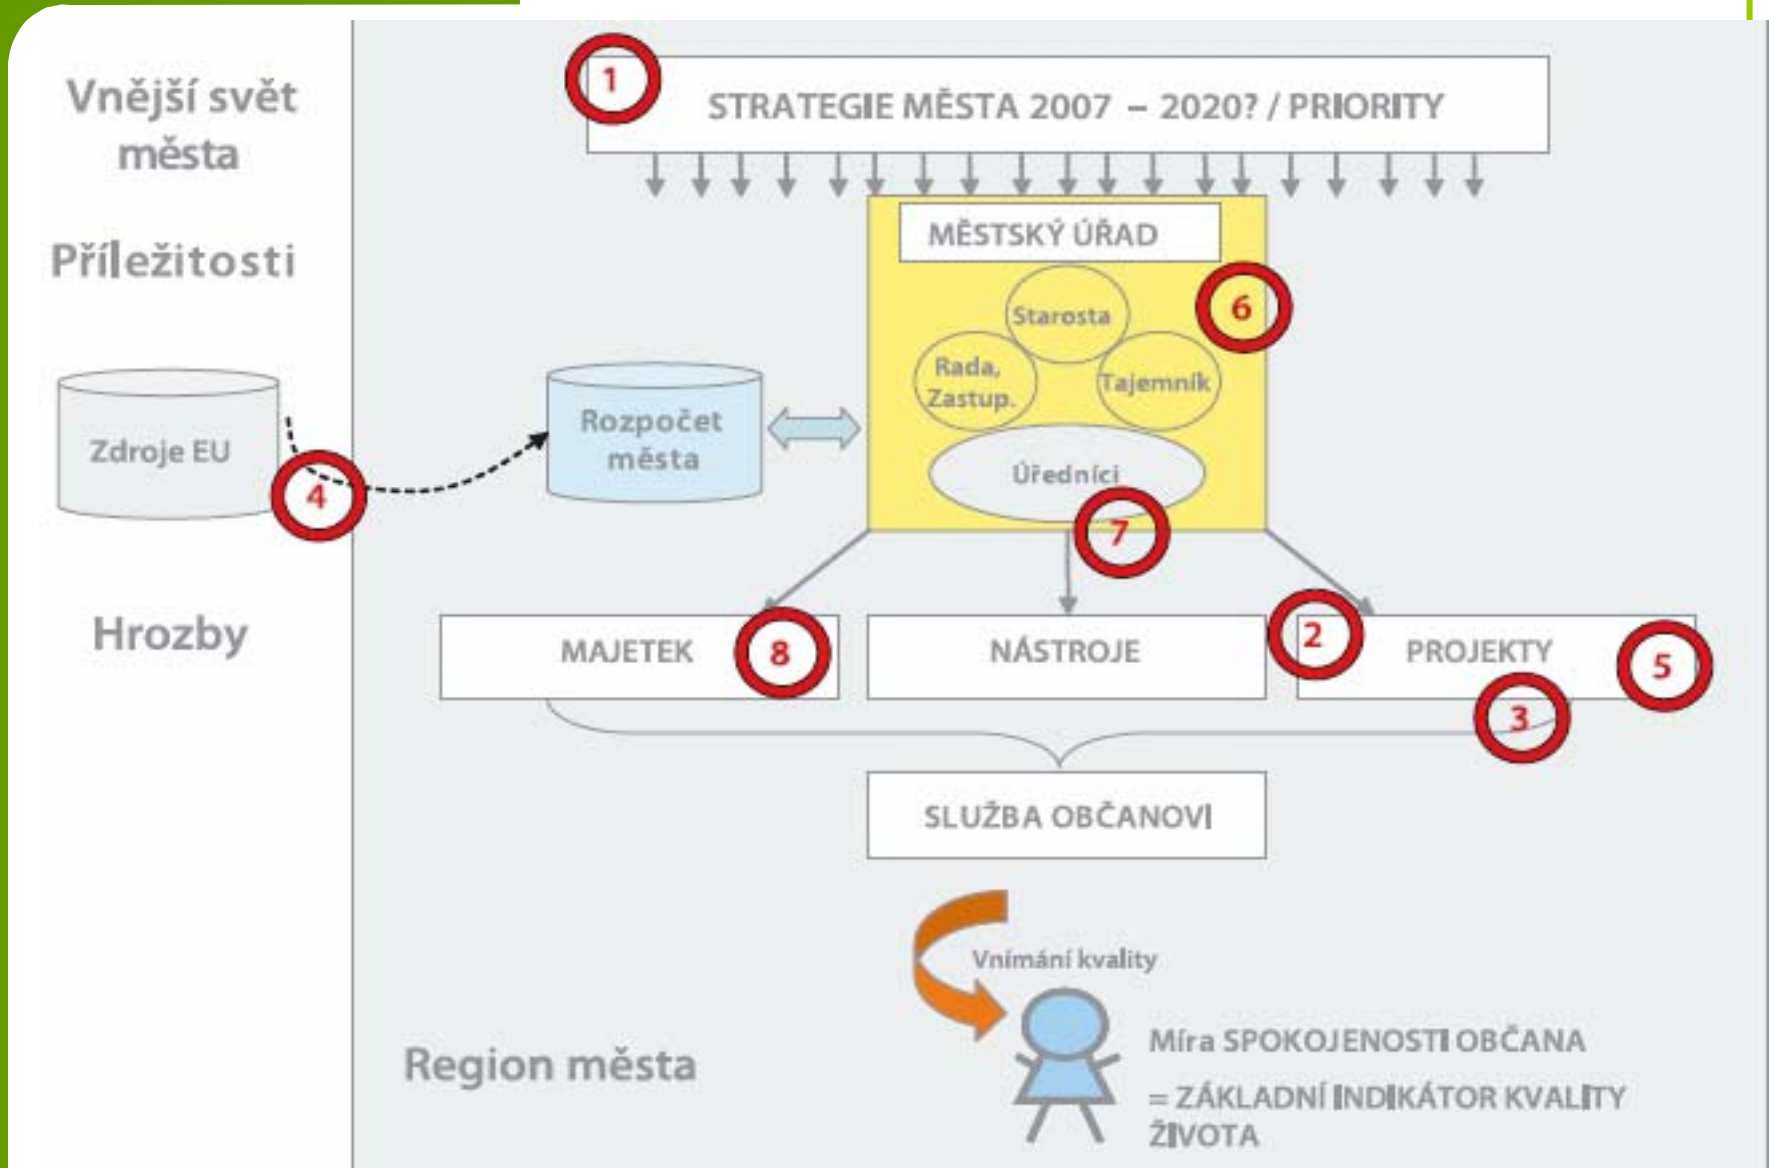 Vnější svět
města
Příležitosti
Zdroje EU
4
Hrozby
1
STRATEGIE MĚSTA 2007 – 2020? / PRIORITY
MĚSTSKÝ ÚŘAD
6
Starosta
Rada,
Zastup.
Tajemník
Úředníci
7
Rozpočet
města
MAJETEK
8
NÁSTROJE
2
PROJEKTY
5
3
SLUŽBA OBČANOVI
Vnímání kvality
Region města
Míra SPOKOJENOSTI OBČANA
= ZÁKLADNÍ INDIKÁTOR KVALITY
ŽIVOTA